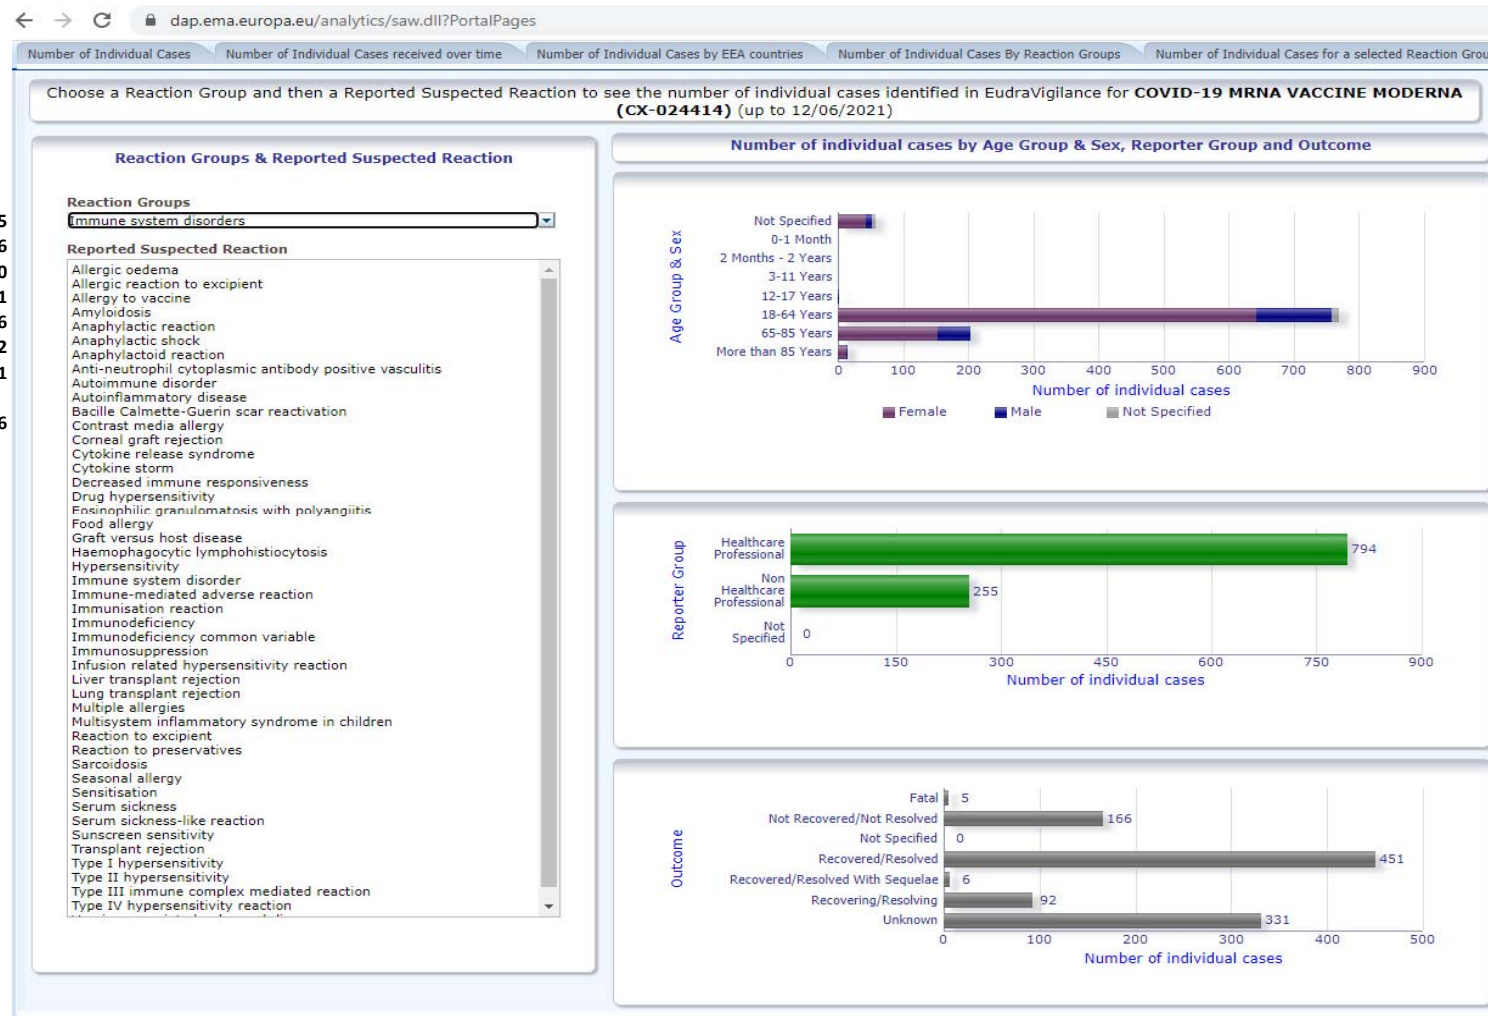 dap.ema.europa.eu/analytics/saw.dll?PortalPages
Number of Individual Cases
Number of Individual Cases received over time
Number of Individual Cases by EEA countries
Number of Individual Cases By Reaction Groups
Number of Individual Cases for a selected Reaction Grou
Choose a Reaction Group and then a Reported Suspected Reaction to see the number of individual cases identified in EudraVigilance for COVID-19 MRNA VACCINE MODERNA
(CX-024414) (up to 12/06/2021)
Reaction Groups & Reported Suspected Reaction
Reaction Groups
Immune system disorders
Reported Suspected Reaction
Allergic oedema
Allergic reaction to excipient
Allergy to vaccine
Amyloidosis
Anaphylactic reaction
Anaphylactic shock
Anaphylactoid reaction
Anti-neutrophil cytoplasmic antibody positive vasculitis
Autoimmune disorder
Autoinflammatory disease
Bacille Calmette-Guerin scar reactivation
Contrast media allergy
Corneal graft rejection
Cytokine release syndrome
Cytokine storm
Decreased immune responsiveness
Drug hypersensitivity
Eosinophilic granulomatosis with polyangiitis
Food allergy
Graft versus host disease
Haemophagocytic lymphohistiocytosis
Hypersensitivity
Immune system disorder
Immune-mediated adverse reaction
Immunisation reaction
Immunodeficiency
Immunodeficiency common variable
Immunosuppression
Infusion related hypersensitivity reaction
Liver transplant rejection
Lung transplant rejection
Multiple allergies
Multisystem inflammatory syndrome in children
Reaction to excipient
Reaction to preservatives
Sarcoidosis
Seasonal allergy
Sensitisation
Serum sickness
Serum sickness-like reaction
Sunscreen sensitivity
Transplant rejection
Type I hypersensitivity
Type II hypersensitivity
Type III immune complex mediated reaction
Type IV hypersensitivity reaction
5
6
0
1
6
2
1
6
Number of individual cases by Age Group & Sex, Reporter Group and Outcome
Age Group & Sex
Not Specified
0-1 Month
2 Months - 2 Years
3-11 Years
12-17 Years
18-64 Years
65-85 Years
More than 85 Years
0 100 200 300 400 500 600 700 800 900
Number of individual cases
Female Male Not Specified
Reporter Group
Healthcare
Professional
794
Non
Healthcare
Professional
255
Not
Specified
0
0 150 300 450 600 750 900
Number of individual cases
Outcome
Fatal 5
Not Recovered/Not Resolved 166
Not Specified 0
Recovered/Resolved 451
Recovered/Resolved With Sequelae 6
Recovering/Resolving 92
Unknown 331
0 100 200 300 400 500
Number of individual cases